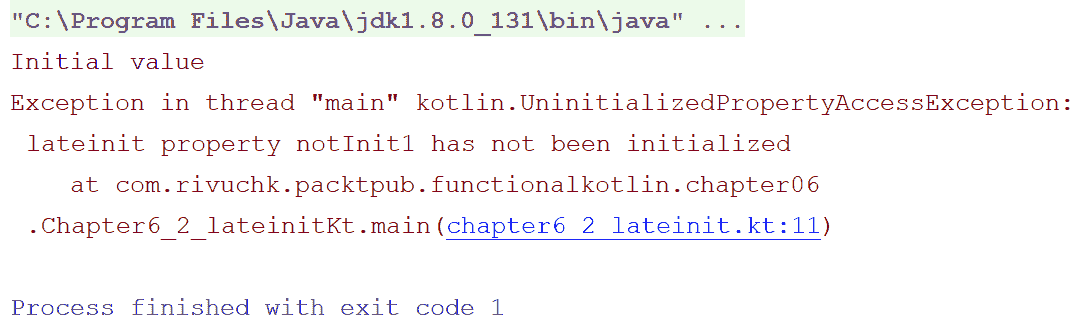 "C:\Program Files\Java\jdk1.8.0_131\bin\java" ...
Initial value
Exception in thread "main" kotlin.UninitializedPropertyAccessException:
lateinit property notInit1 has not been initialized
at com.rivuchk.packtpub.functionalkotlin.chapter06
.Chapter6_2_lateinitKt.main(chapter6_2_lateinit.kt:11)
Process finished with exit code 1